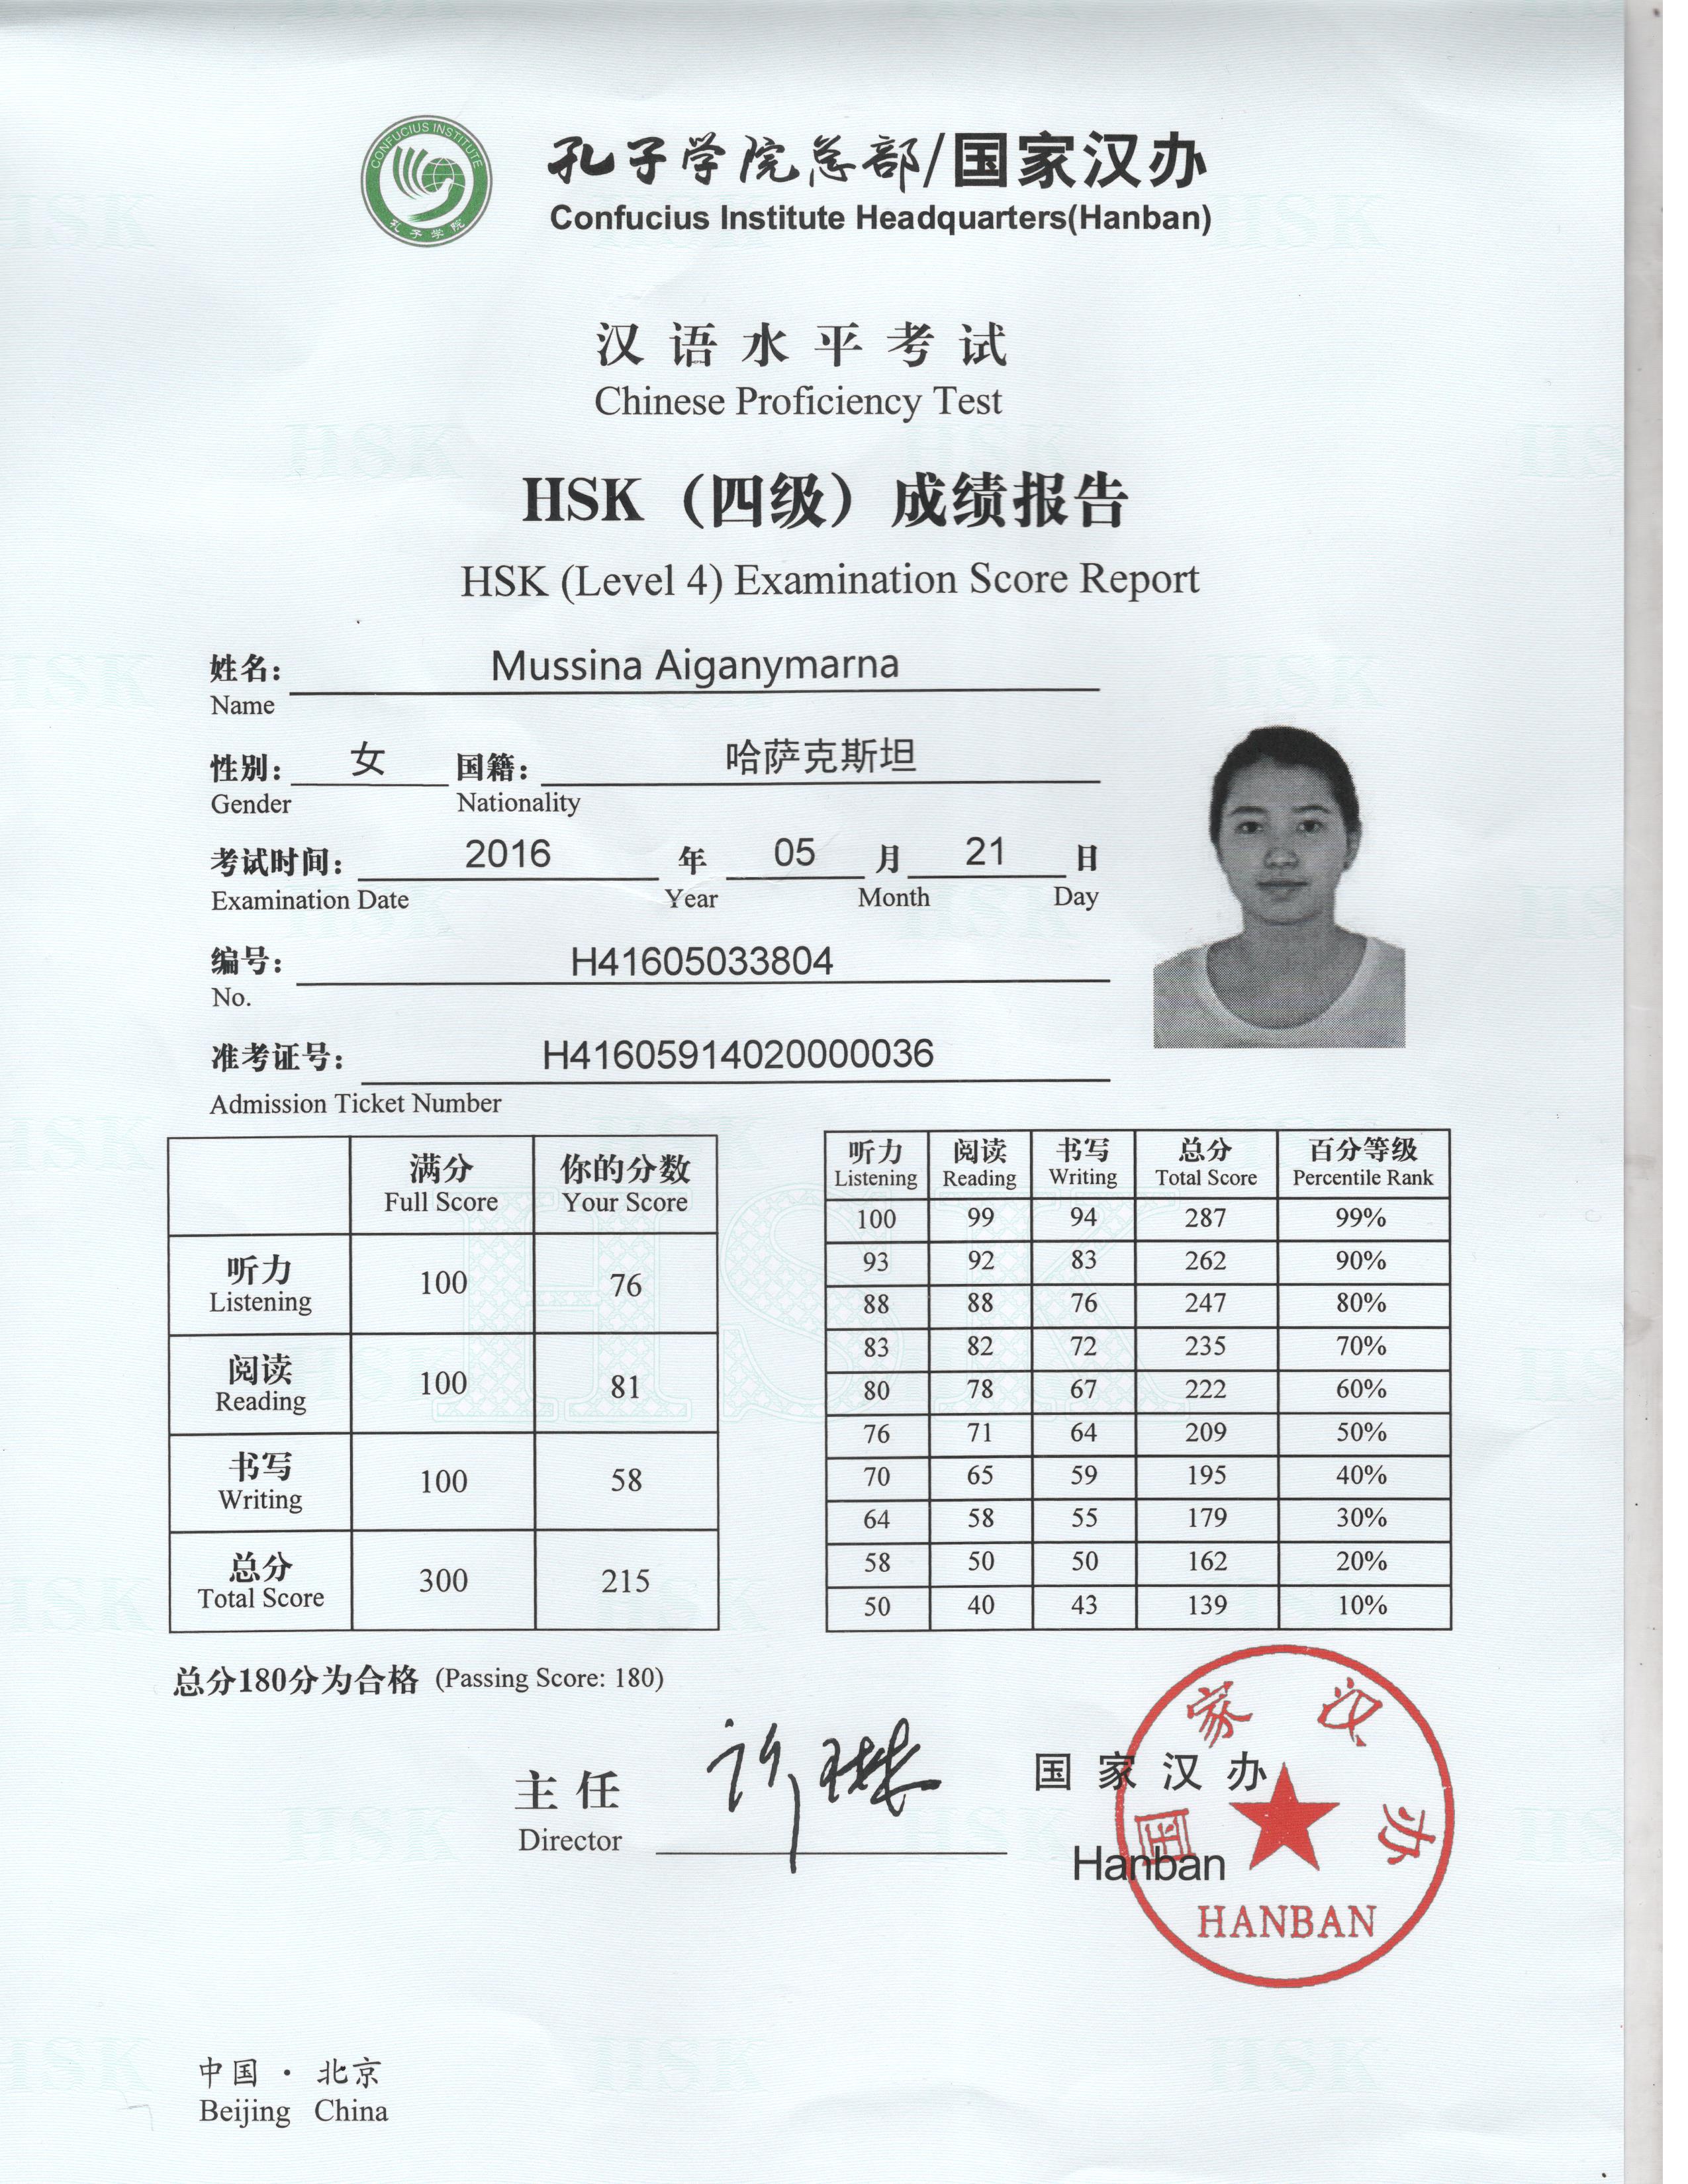 CONFUCIUS INSTITUTE
孔子学院
孔子学院总部/国家汉办
Confucius Institute Headquarters(Hanban)
汉语水平考试
Chinese Proficiency Test
HSK（四级）成绩报告
HSK (Level 4) Examination Score Report
姓名： Mussina Aiganymarna
Name
性别： 女 国籍： 哈萨克斯坦
Gender Nationality
考试时间： 2016 年 05 月 21 日
Examination Date Year Month Day
编号： H41605033804
No.
准考证号： H41605914020000036
Admission Ticket Number
满分 你的分数
Full Score Your Score
听力 100 76
Listening
阅读 100 81
Reading
书写 100 58
Writing
总分 300 215
Total Score
听力 阅读 书写 总分 百分等级
Listening Reading Writing Total Score Percentile Rank
100 99 94 287 99%
93 92 83 262 90%
88 88 76 247 80%
83 82 72 235 70%
80 78 67 222 60%
76 71 64 209 50%
70 65 59 195 40%
64 58 55 179 30%
58 50 50 162 20%
50 40 43 139 10%
总分180分为合格 (Passing Score: 180)
主任 许琳
Director
国家汉办
Hanban
国家汉办
HANBAN
中国 · 北京
Beijing China